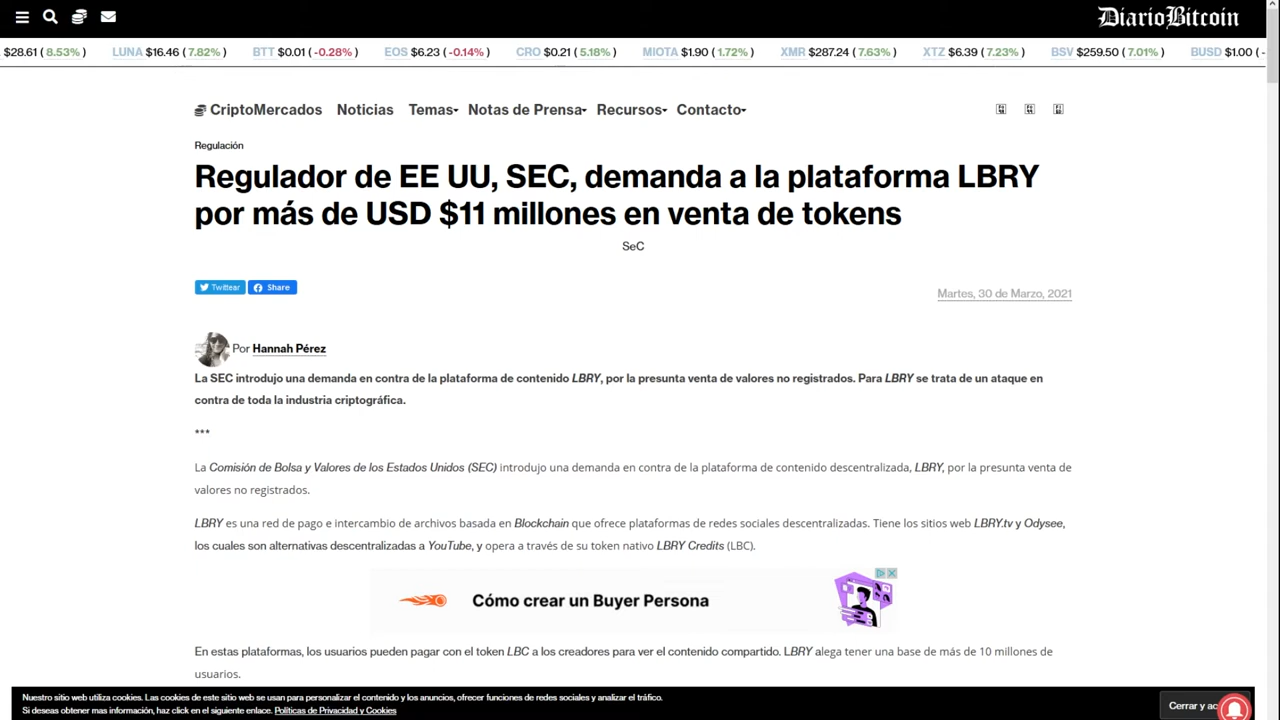 DiarioBitcoin
$28.61 ( 8.53% ) LUNA $16.46 ( 7.82% ) BTT $0.01 ( -0.28% ) EOS $6.23 ( -0.14% ) CRO $0.21 ( 5.18% ) MIOTA $1.90 ( 1.72% ) XMR $287.24 ( 7.63% ) XTZ $6.39 ( 7.23% ) BSV $259.50 ( 7.01% ) BUSD $1.00 ( -
CriptoMercados Noticias Temas Notas de Prensa Recursos Contacto
Regulación
Regulador de EE UU, SEC, demanda a la plataforma LBRY
por más de USD $11 millones en venta de tokens
SeC
Twittear Share
Martes, 30 de Marzo, 2021
Por Hannah Pérez
La SEC introdujo una demanda en contra de la plataforma de contenido LBRY, por la presunta venta de valores no registrados. Para LBRY se trata de un ataque en
contra de toda la industria criptográfica.
***
La Comisión de Bolsa y Valores de los Estados Unidos (SEC) introdujo una demanda en contra de la plataforma de contenido descentralizada, LBRY, por la presunta venta de
valores no registrados.
LBRY es una red de pago e intercambio de archivos basada en Blockchain que ofrece plataformas de redes sociales descentralizadas. Tiene los sitios web LBRY.tv y Odysee,
los cuales son alternativas descentralizadas a YouTube, y opera a través de su token nativo LBRY Credits (LBC).
Cómo crear un Buyer Persona
En estas plataformas, los usuarios pueden pagar con el token LBC a los creadores para ver el contenido compartido. LBRY alega tener una base de más de 10 millones de
usuarios.
Nuestro sitio web utiliza cookies. Las cookies de este sitio web se usan para personalizar el contenido y los anuncios, ofrecer funciones de redes sociales y analizar el tráfico.
Si deseas obtener mas información, haz click en el siguiente enlace. Políticas de Privacidad y Cookies
Cerrar y ac